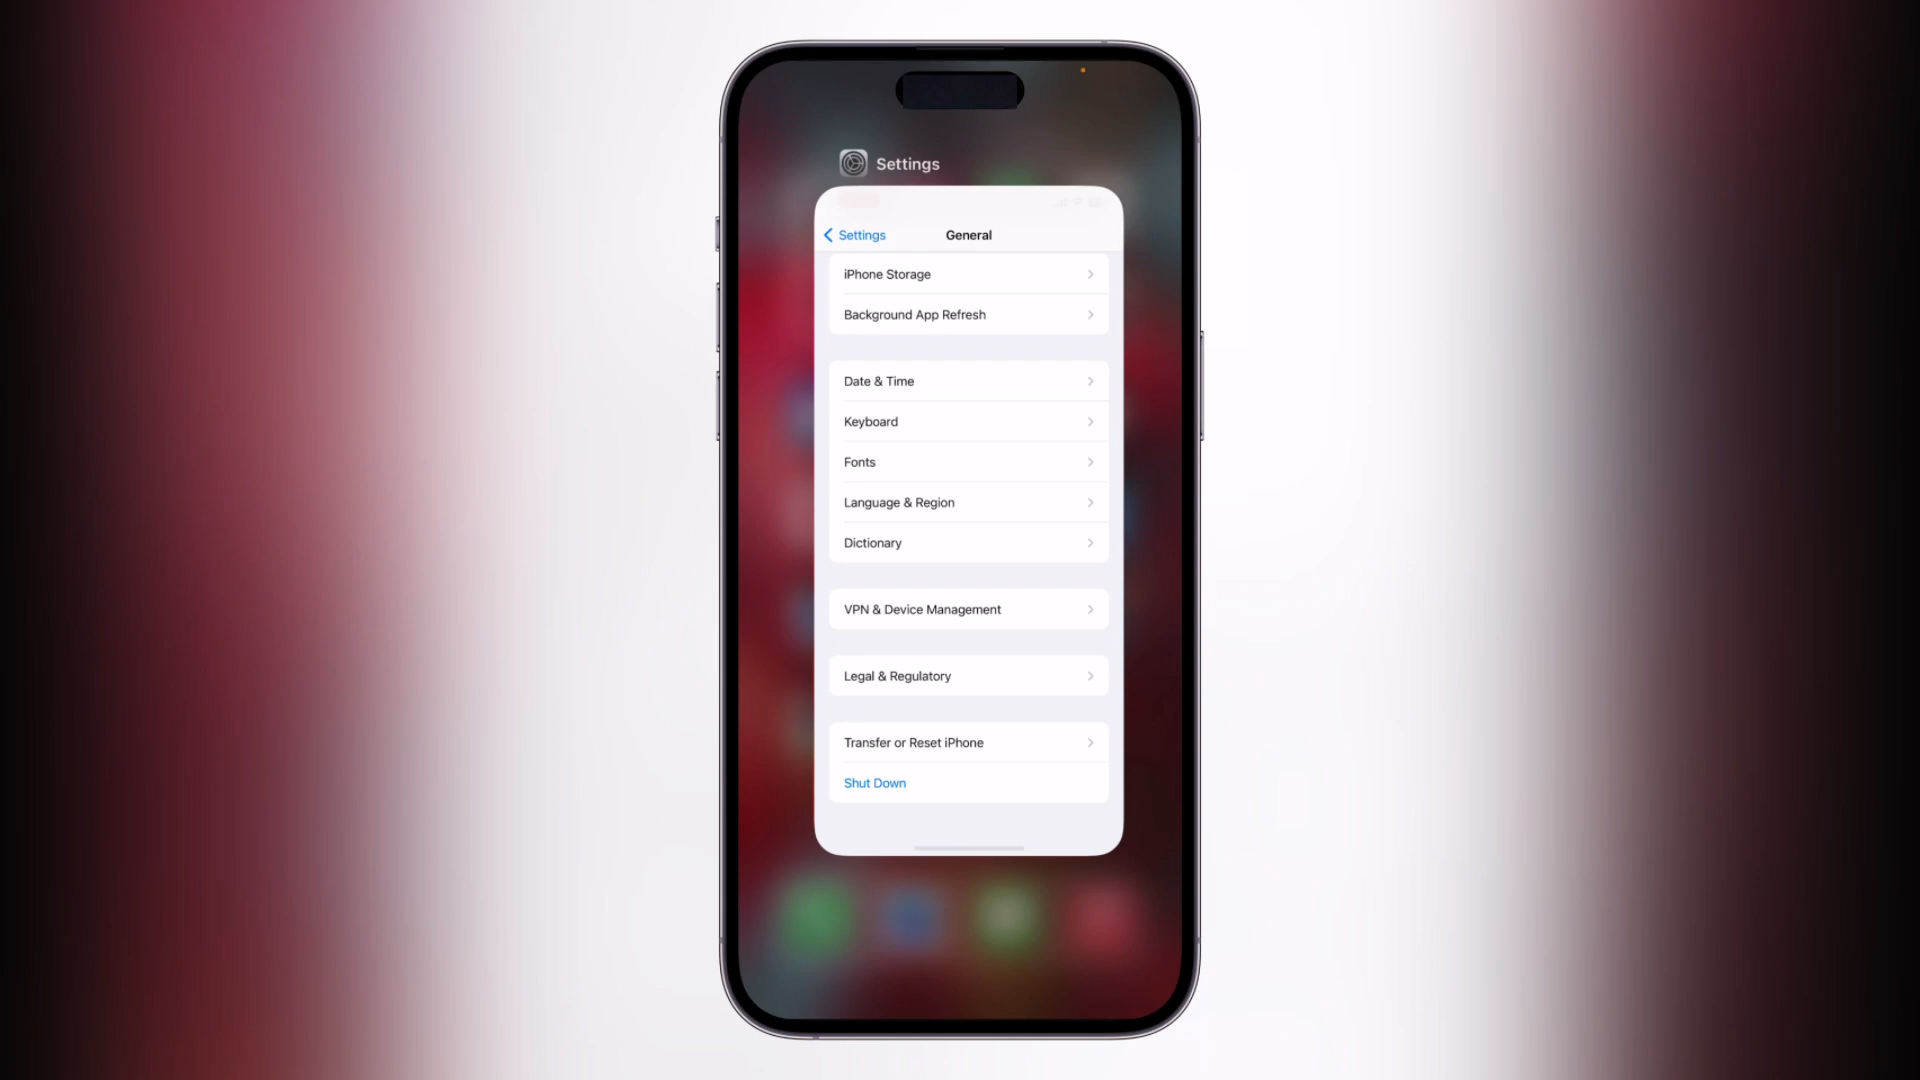 Settings
Settings
General
iPhone Storage
Background App Refresh
Date & Time
Keyboard
Fonts
Language & Region
Dictionary
VPN & Device Management
Legal & Regulatory
Transfer or Reset iPhone
Shut Down